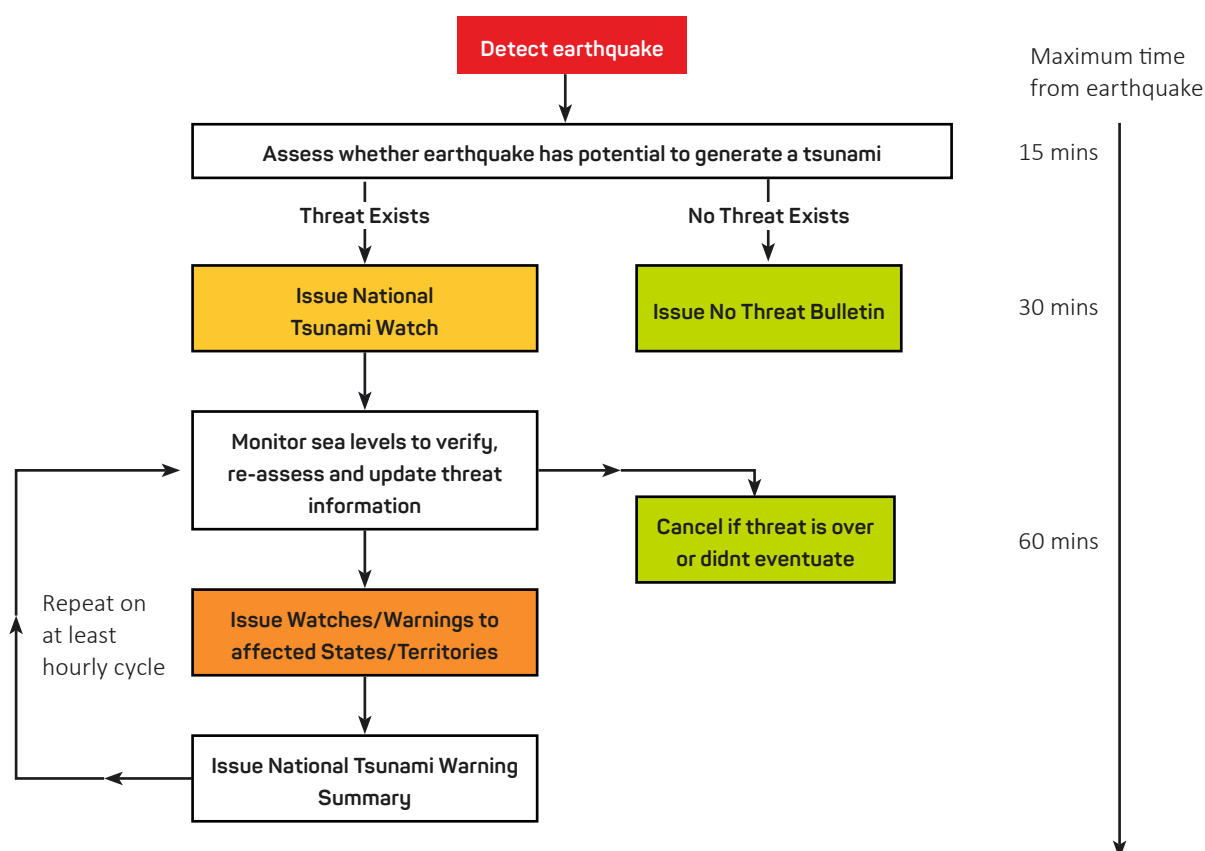 Detect earthquake
Maximum time
from earthquake
Assess whether earthquake has potential to generate a tsunami
15 mins
Threat Exists
No Threat Exists
Issue National
Tsunami Watch
Issue No Threat Bulletin
30 mins
Monitor sea levels to verify,
re-assess and update threat
information
Cancel if threat is over
or didnt eventuate
60 mins
Repeat on
at least
hourly cycle
Issue Watches/Warnings to
affected States/Territories
Issue National Tsunami Warning
Summary